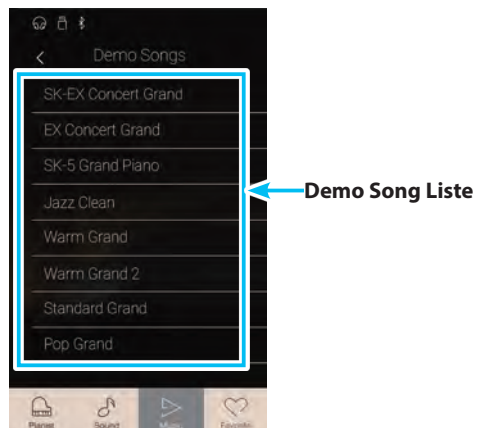 Demo Songs
SK-EX Concert Grand
EX Concert Grand
SK-5 Grand Piano
Demo Song Liste
Jazz Clean
Warm Grand
Warm Grand 2
Standard Grand
Pop Grand
Pianist Sound Music Favorite